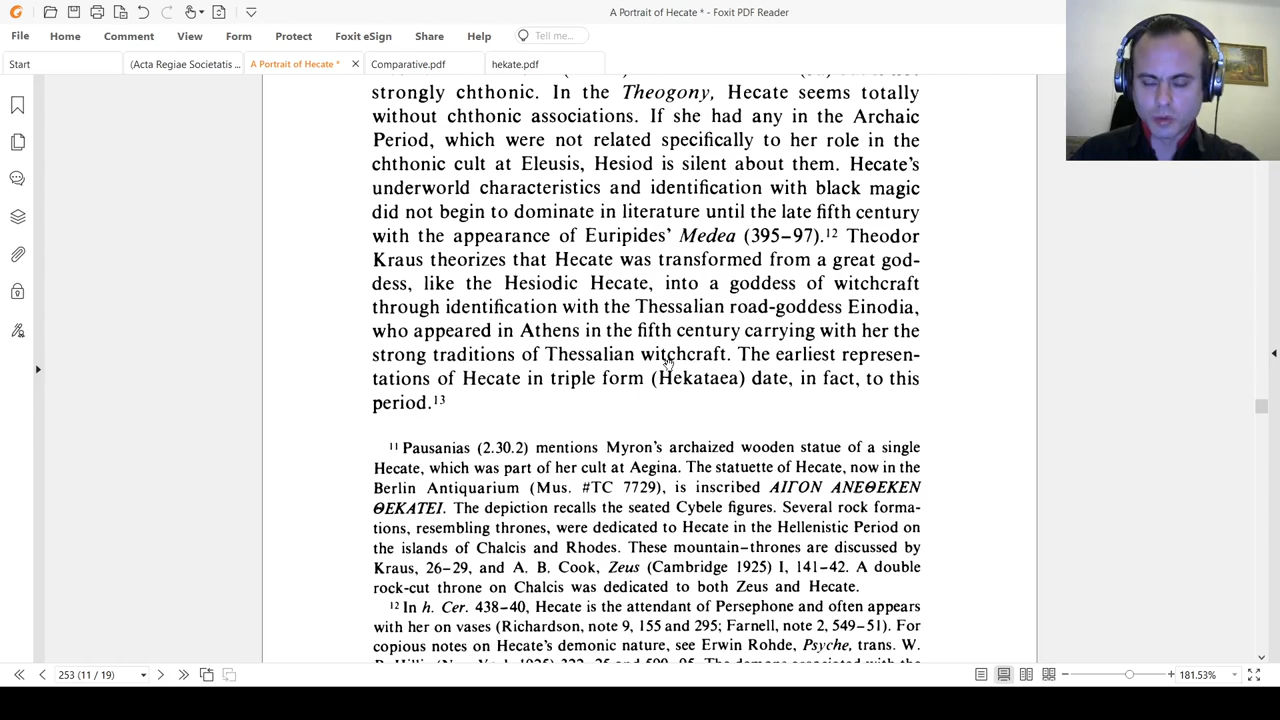 A Portrait of Hecate * - Foxit PDF Reader
File Home Comment View Form Protect Foxit eSign Share Help Tell me...
Start (Acta Regiae Societatis ... A Portrait of Hecate * Comparative.pdf hekate.pdf
strongly chthonic. In the Theogony, Hecate seems totally
without chthonic associations. If she had any in the Archaic
Period, which were not related specifically to her role in the
chthonic cult at Eleusis, Hesiod is silent about them. Hecate's
underworld characteristics and identification with black magic
did not begin to dominate in literature until the late fifth century
with the appearance of Euripides' Medea (395–97).12 Theodor
Kraus theorizes that Hecate was transformed from a great god-
dess, like the Hesiodic Hecate, into a goddess of witchcraft
through identification with the Thessalian road-goddess Einodia,
who appeared in Athens in the fifth century carrying with her the
strong traditions of Thessalian witchcraft. The earliest represen-
tations of Hecate in triple form (Hekataea) date, in fact, to this
period.13
11 Pausanias (2.30.2) mentions Myron's archaized wooden statue of a single
Hecate, which was part of her cult at Aegina. The statuette of Hecate, now in the
Berlin Antiquarium (Mus. #TC 7729), is inscribed ΑΙΓΟΝ ΑΝΕΘΕΚΕΝ
ΘΕΚΑΤΕΙ. The depiction recalls the seated Cybele figures. Several rock forma-
tions, resembling thrones, were dedicated to Hecate in the Hellenistic Period on
the islands of Chalcis and Rhodes. These mountain–thrones are discussed by
Kraus, 26–29, and A. B. Cook, Zeus (Cambridge 1925) I, 141–42. A double
rock-cut throne on Chalcis was dedicated to both Zeus and Hecate.
12 In h. Cer. 438–40, Hecate is the attendant of Persephone and often appears
with her on vases (Richardson, note 9, 155 and 295; Farnell, note 2, 549–51). For
copious notes on Hecate's demonic nature, see Erwin Rohde, Psyche, trans. W.
253 (11 / 19) 181.53%